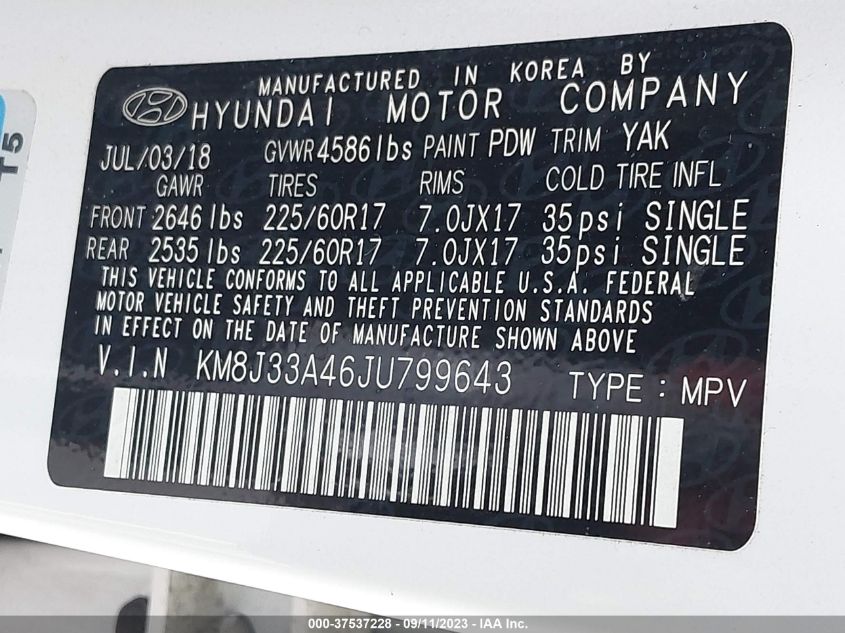 MANUFACTURED IN KOREA BY
HYUNDAI MOTOR COMPANY
JUL/03/18 GVWR 4586 lbs PAINT PDW TRIM YAK
GAWR TIRES RIMS COLD TIRE INFL
FRONT 2646 lbs 225/60R17 7.0JX17 35psi SINGLE
REAR 2535 lbs 225/60R17 7.0JX17 35psi SINGLE
THIS VEHICLE CONFORMS TO ALL APPLICABLE U.S.A. FEDERAL
MOTOR VEHICLE SAFETY AND THEFT PREVENTION STANDARDS
IN EFFECT ON THE DATE OF MANUFACTURE SHOWN ABOVE
V.I.N KM8J33A46JU799643 TYPE : MPV
000-37537228 - 09/11/2023 - IAA Inc.